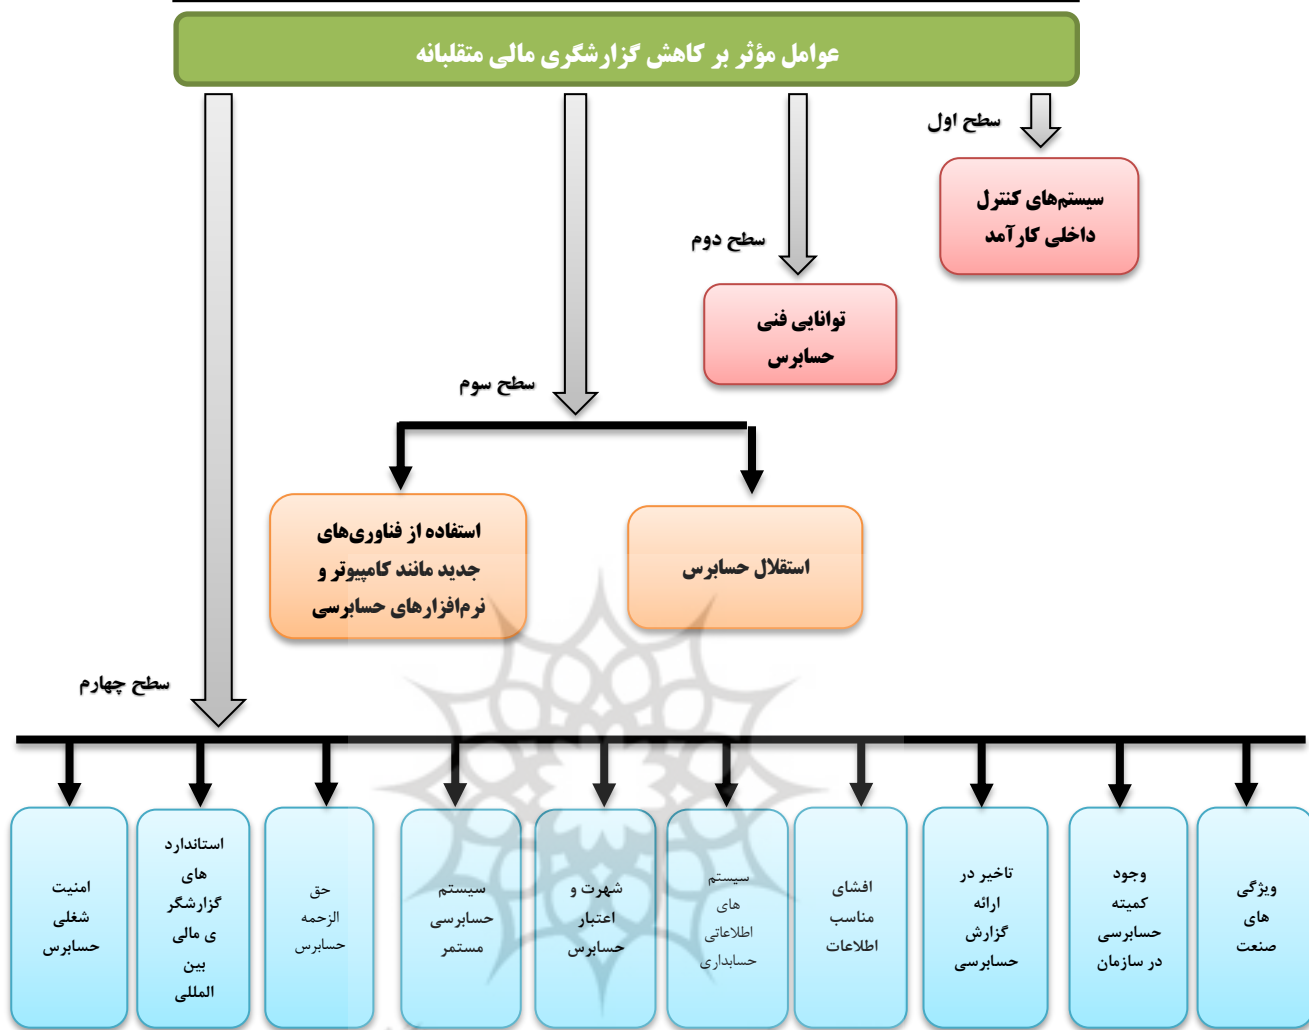 عوامل مؤثر بر کاهش گزارشگری مالی متقلبانه
سطح اول
سیستم‌های کنترل
داخلی کارآمد
سطح دوم
توانایی فنی
حسابرس
سطح سوم
استقلال حسابرس
استفاده از فناوری‌های
جدید مانند کامپیوتر و
نرم‌افزارهای حسابرسی
سطح چهارم
ویژگی
های
صنعت
وجود
کمیته
حسابرسی
در سازمان
تاخیر در
ارائه
گزارش
حسابرسی
افشای
مناسب
اطلاعات
سیستم
های
اطلاعاتی
حسابداری
شهرت و
اعتبار
حسابرس
سیستم
حسابرسی
مستمر
حق
الزحمه
حسابرس
استاندارد
های
گزارشگر
ی مالی
بین
المللی
امنیت
شغلی
حسابرس